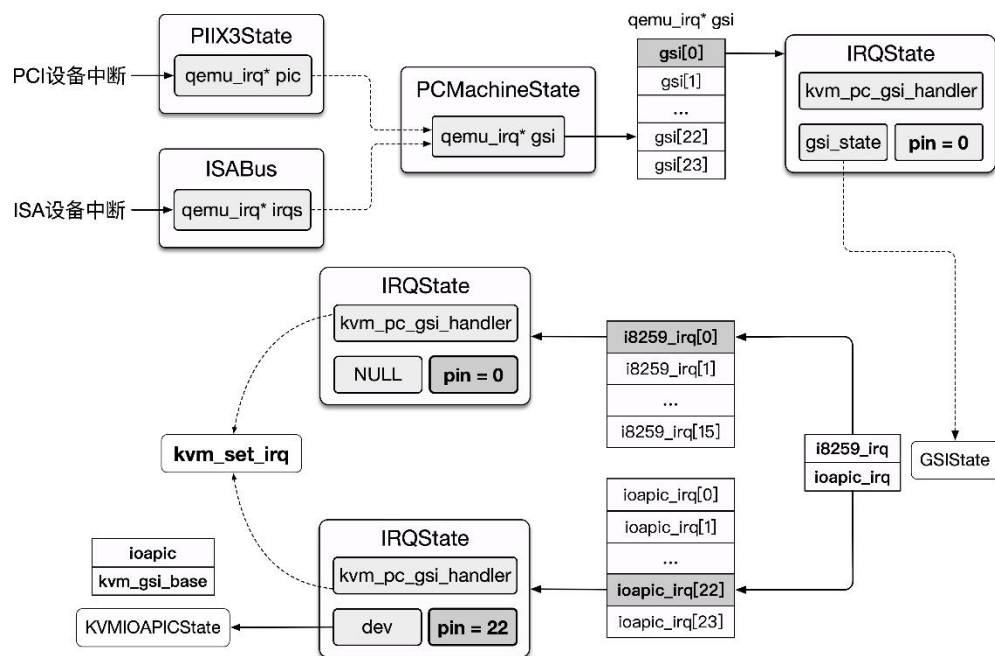 PIIX3State
PCI设备中断
qemu_irq* pic
ISABus
ISA设备中断
qemu_irq* irqs
PCMachineState
qemu_irq* gsi
qemu_irq* gsi
gsi[0]
gsi[1]
...
gsi[22]
gsi[23]
IRQState
kvm_pc_gsi_handler
gsi_state
pin = 0
IRQState
kvm_pc_gsi_handler
NULL
pin = 0
i8259_irq[0]
i8259_irq[1]
...
i8259_irq[15]
kvm_set_irq
i8259_irq
ioapic_irq
GSIState
ioapic_irq[0]
ioapic_irq[1]
...
ioapic_irq[22]
ioapic_irq[23]
IRQState
kvm_pc_gsi_handler
dev
pin = 22
ioapic
kvm_gsi_base
KVMIOAPICState